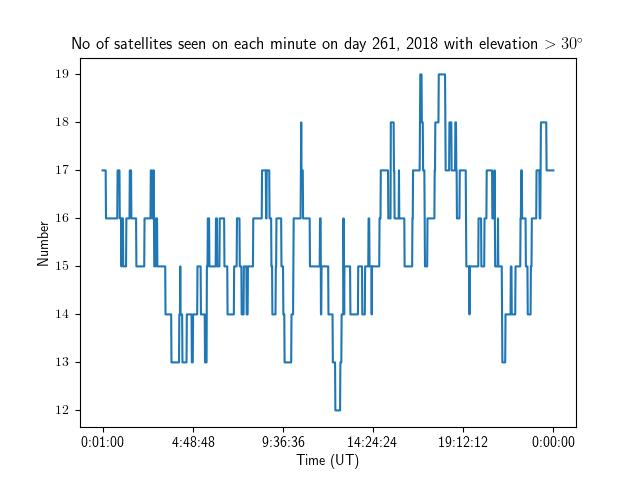 No of satellites seen on each minute on day 261, 2018 with elevation > 30°
19
18
17
16
15
14
13
12
Number
0:01:00 4:48:48 9:36:36 14:24:24 19:12:12 0:00:00
Time (UT)